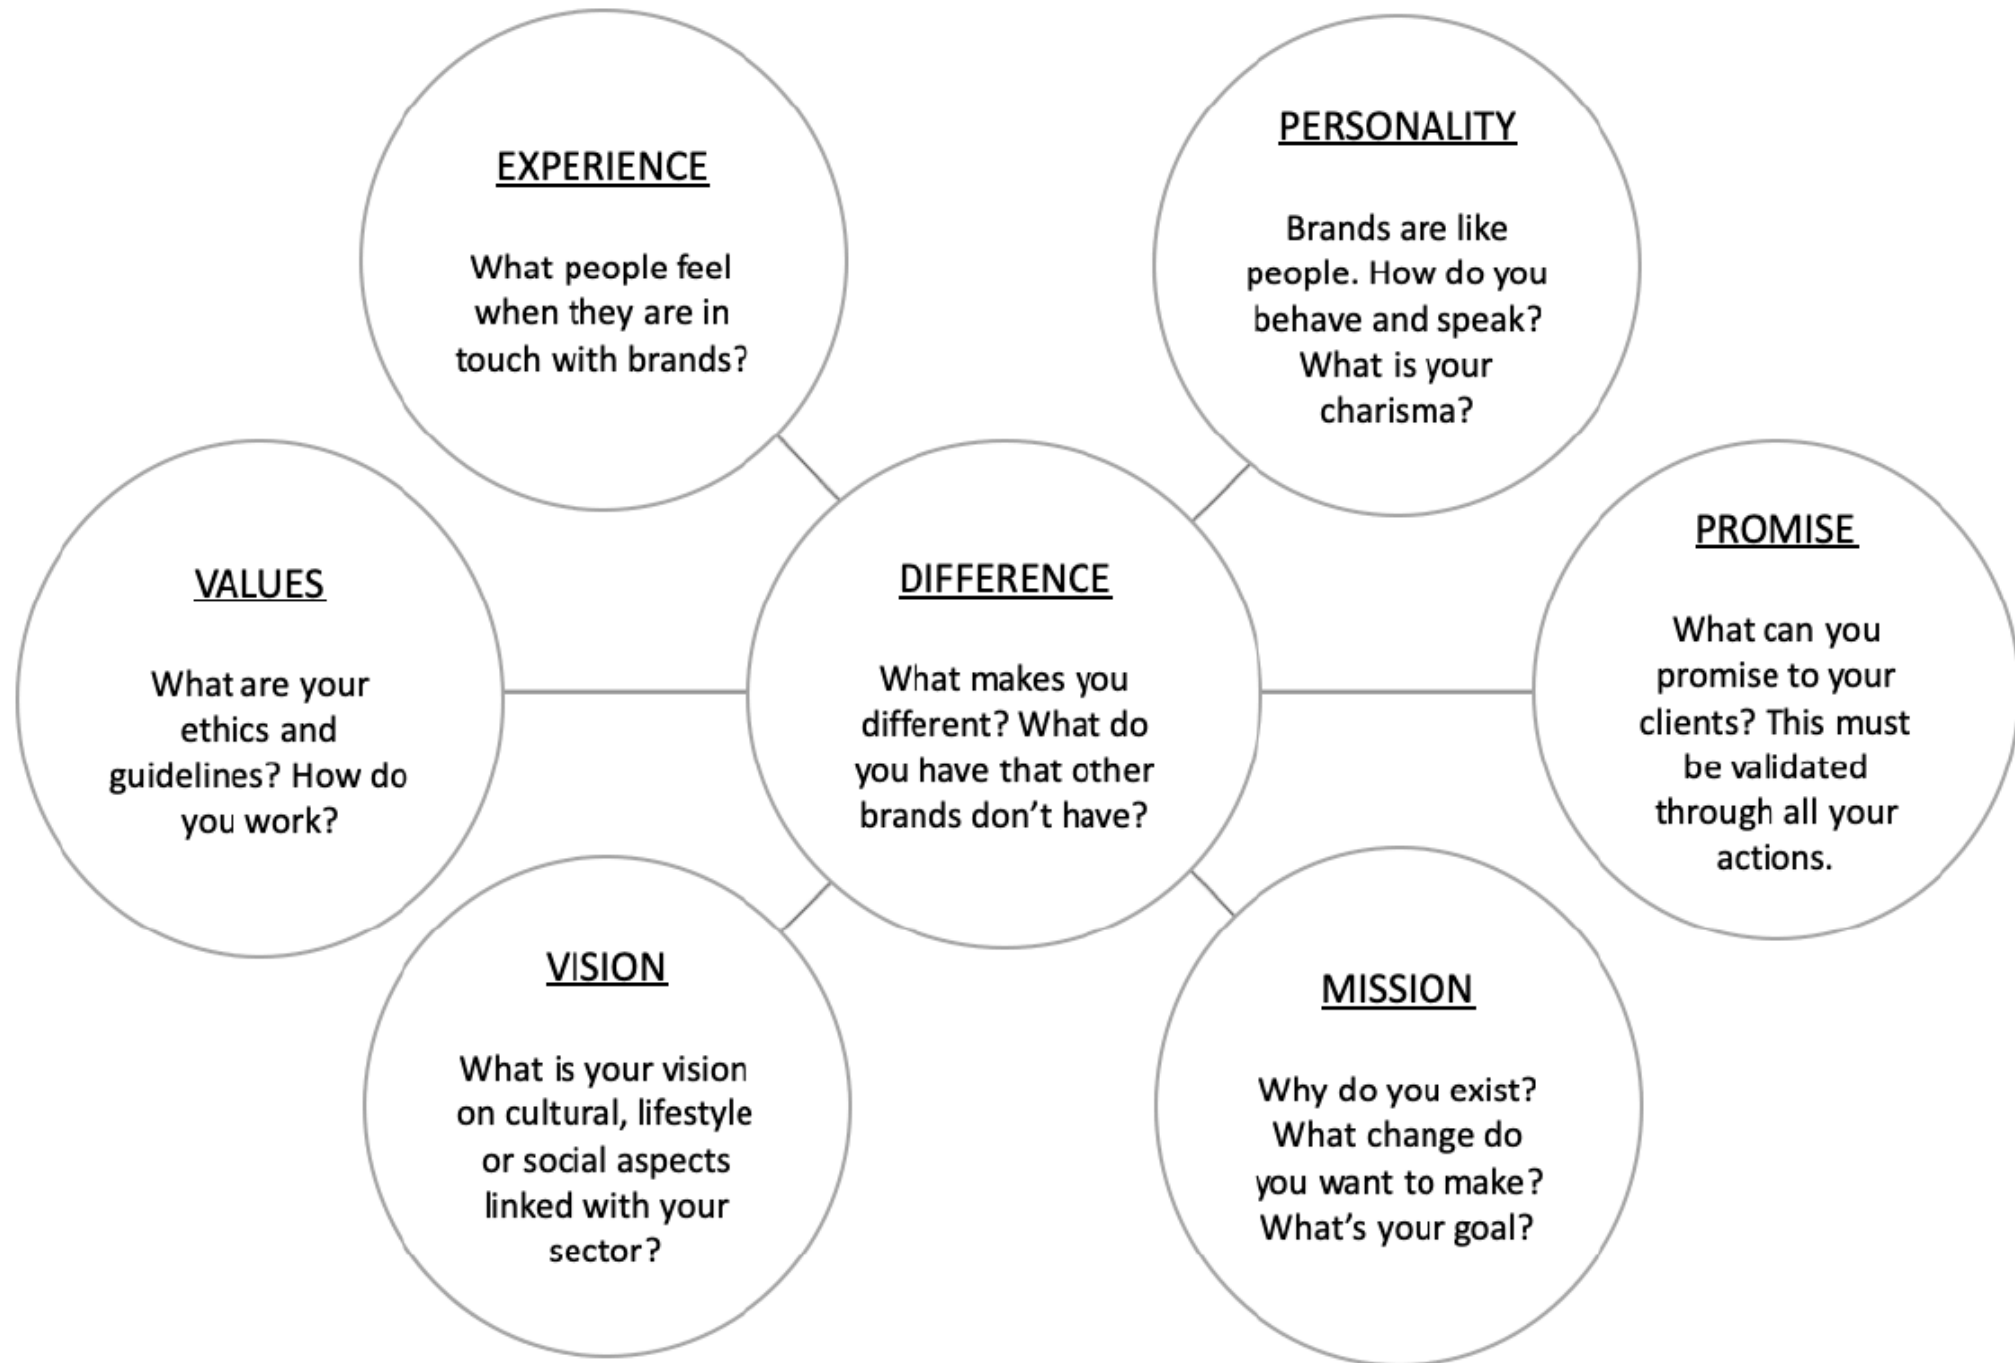 EXPERIENCE
What people feel
when they are in
touch with brands?
PERSONALITY
Brands are like
people. How do you
behave and speak?
What is your
charisma?
VALUES
What are your
ethics and
guidelines? How do
you work?
DIFFERENCE
What makes you
different? What do
you have that other
brands don’t have?
PROMISE
What can you
promise to your
clients? This must
be validated
through all your
actions.
VISION
What is your vision
on cultural, lifestyle
or social aspects
linked with your
sector?
MISSION
Why do you exist?
What change do
you want to make?
What’s your goal?